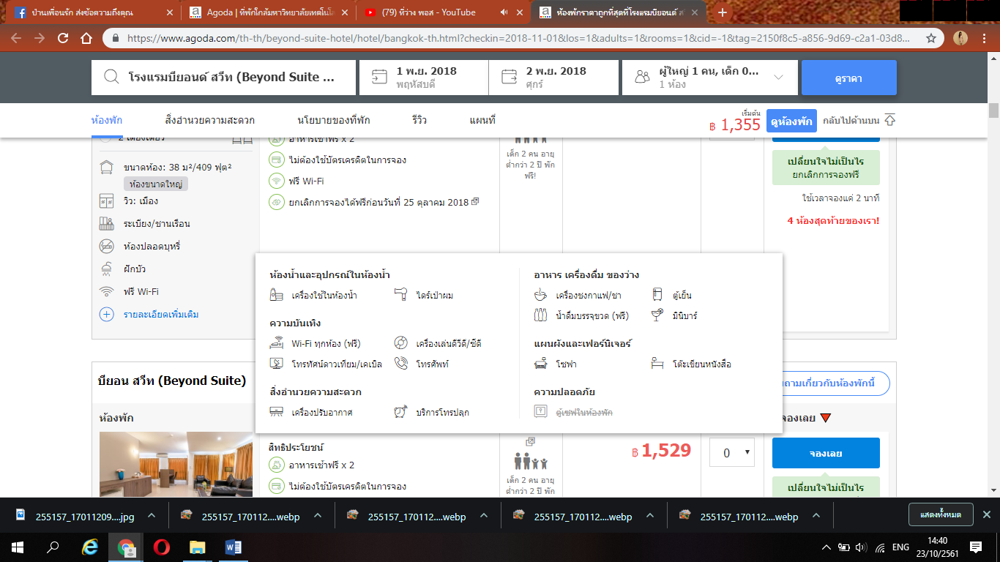 ป่านเพื่อนรัก ส่งข้อความถึงคุณ
Agoda | ที่พักใกล้มหาวิทยาลัยเทคโนโล
(79) ที่ว่าง พอส - YouTube
ห้องพักราคาถูกที่สุดที่โรงแรมบียอนด์ ส
https://www.agoda.com/th-th/beyond-suite-hotel/hotel/bangkok-th.html?checkin=2018-11-01&los=1&adults=1&rooms=1&cid=-1&tag=2150f8c5-a856-9d69-c2a1-03d8...
โรงแรมบียอนด์ สวีท (Beyond Suite ...
1 พ.ย. 2018
พฤหัสบดี
2 พ.ย. 2018
ศุกร์
ผู้ใหญ่ 1 คน, เด็ก 0...
1 ห้อง
ดูราคา
ห้องพัก
สิ่งอำนวยความสะดวก
นโยบายของที่พัก
รีวิว
แผนที่
เริ่มต้น
฿ 1,355
ดูห้องพัก
กลับไปด้านบน
2 เตียงเดี่ยว
ขนาดห้อง: 38 ม²/409 ฟุต²
ห้องขนาดใหญ่
วิว: เมือง
ระเบียง/ชานเรือน
ห้องปลอดบุหรี่
ฝักบัว
ฟรี Wi-Fi
รายละเอียดเพิ่มเติม
อาหารเช้าฟรี x 2
ไม่ต้องใช้บัตรเครดิตในการจอง
ฟรี Wi-Fi
ยกเลิกการจองได้ฟรีก่อนวันที่ 25 ตุลาคม 2018
เด็ก 2 คน อายุ
ต่ำกว่า 2 ปี พัก
ฟรี!
เปลี่ยนใจไม่เป็นไร
ยกเลิกการจองฟรี
ใช้เวลาจองแค่ 2 นาที
4 ห้องสุดท้ายของเรา!
ห้องน้ำและอุปกรณ์ในห้องน้ำ
เครื่องใช้ในห้องน้ำ
ไดร์เป่าผม
ความบันเทิง
Wi-Fi ทุกห้อง (ฟรี)
เครื่องเล่นดีวีดี/ซีดี
โทรทัศน์ดาวเทียม/เคเบิล
โทรศัพท์
สิ่งอำนวยความสะดวก
เครื่องปรับอากาศ
บริการโทรปลุก
อาหาร เครื่องดื่ม ของว่าง
เครื่องชงกาแฟ/ชา
ตู้เย็น
น้ำดื่มบรรจุขวด (ฟรี)
มินิบาร์
แผนผังและเฟอร์นิเจอร์
โซฟา
โต๊ะเขียนหนังสือ
ความปลอดภัย
ตู้เซฟในห้องพัก
บียอน สวีท (Beyond Suite)
ถามเกี่ยวกับห้องพักนี้
ห้องพัก
จองเลย
สิทธิประโยชน์
อาหารเช้าฟรี x 2
ไม่ต้องใช้บัตรเครดิตในการจอง
เด็ก 2 คน อายุ
ต่ำกว่า 2 ปี พัก
฿ 1,529
0
จองเลย
เปลี่ยนใจไม่เป็นไร
255157_17011209....jpg
255157_170112....webp
255157_170112....webp
255157_170112....webp
255157_170112....webp
แสดงทั้งหมด
ENG
14:40
23/10/2561